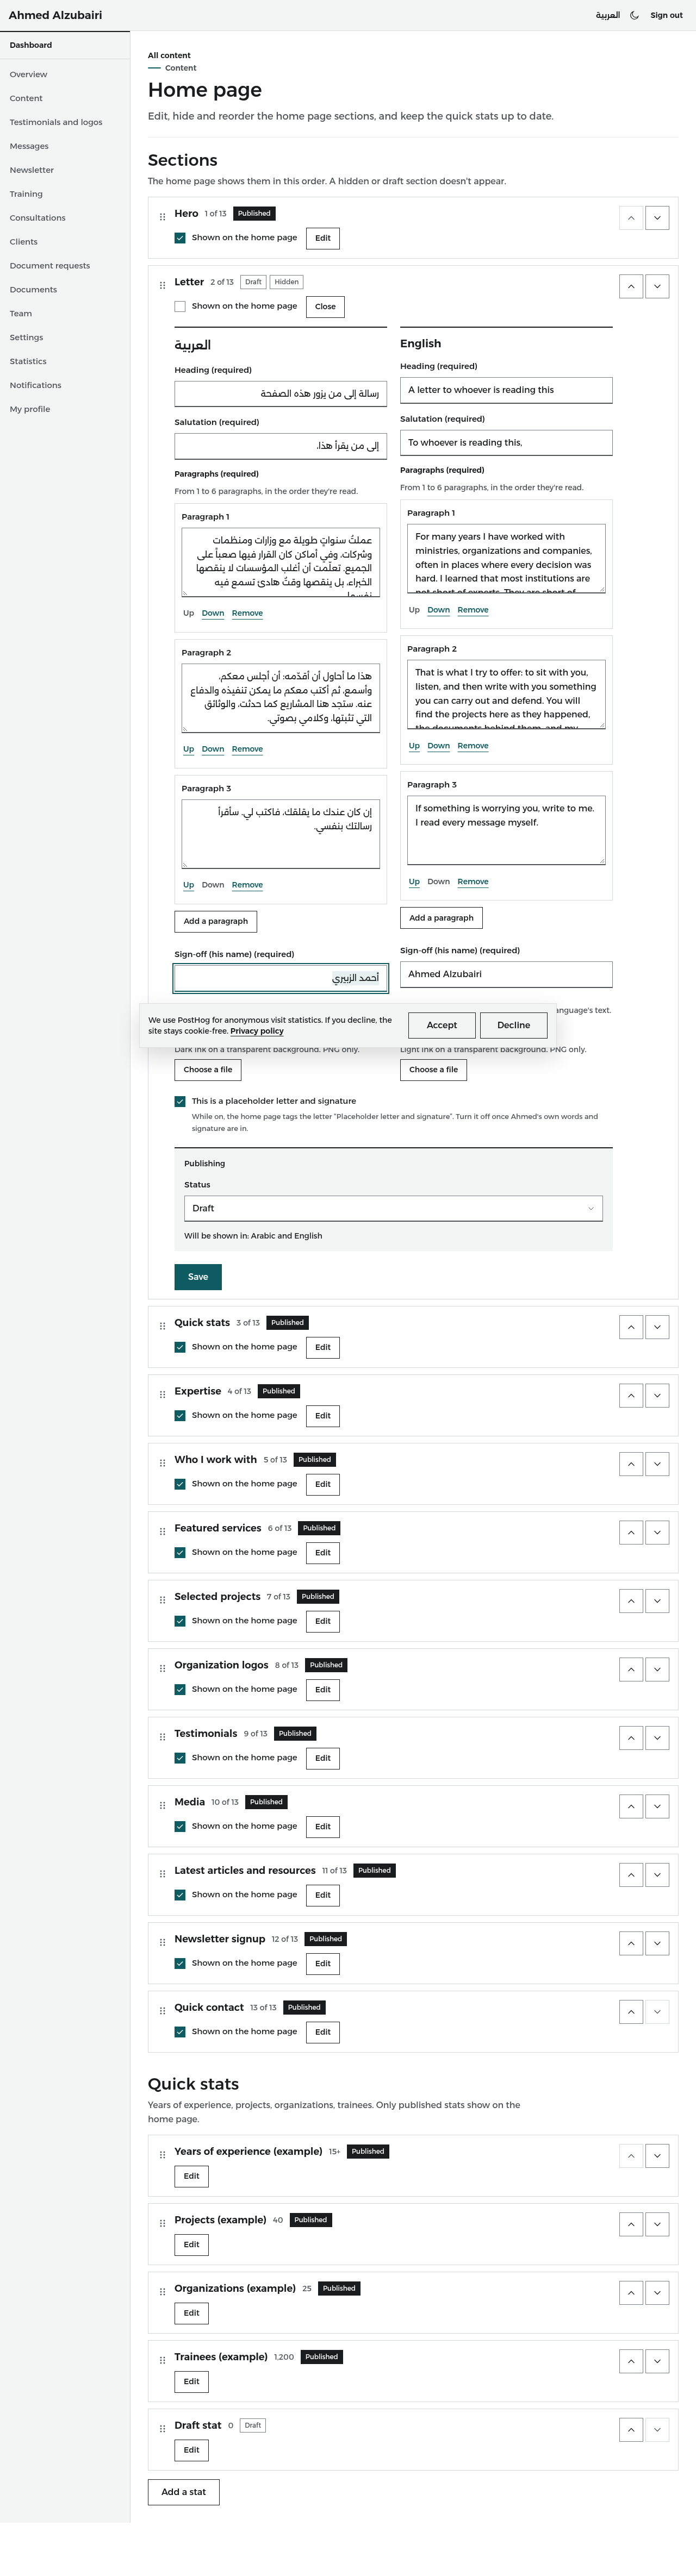 Ahmed Alzubairi
العربية
Sign out
Dashboard
Overview
Content
Testimonials and logos
Messages
Newsletter
Training
Consultations
Clients
Document requests
Documents
Team
Settings
Statistics
Notifications
My profile
All content
Content
Home page
Edit, hide and reorder the home page sections, and keep the quick stats up to date.
Sections
The home page shows them in this order. A hidden or draft section doesn't appear.
Hero 1 of 13 Published
Shown on the home page Edit
Letter 2 of 13 Draft Hidden
Shown on the home page Close
العربية
Heading (required)
رسالة إلى من يزور هذه الصفحة
Salutation (required)
إلى من يقرأ هذا،
Paragraphs (required)
From 1 to 6 paragraphs, in the order they're read.
Paragraph 1
عملتُ سنواتٍ طويلة مع وزارات ومنظمات
وشركات، وفي أماكن كان القرار فيها صعباً على
الجميع. تعلّمت أن أغلب المؤسسات لا ينقصها
الخبراء، بل ينقصها وقتٌ هادئ تسمع فيه
Up Down Remove
Paragraph 2
هذا ما أحاول أن أقدّمه: أن أجلس معكم،
وأسمع، ثم أكتب معكم ما يمكن تنفيذه والدفاع
عنه. ستجد هنا المشاريع كما حدثت، والوثائق
التي تثبتها، وكلامي بصوتي.
Up Down Remove
Paragraph 3
إن كان عندك ما يقلقك، فاكتب لي. سأقرأ
رسالتك بنفسي.
Up Down Remove
Add a paragraph
Sign-off (his name) (required)
أحمد الزبيري
English
Heading (required)
A letter to whoever is reading this
Salutation (required)
To whoever is reading this,
Paragraphs (required)
From 1 to 6 paragraphs, in the order they're read.
Paragraph 1
For many years I have worked with
ministries, organizations and companies,
often in places where every decision was
hard. I learned that most institutions are
not short of experts. They are short of
Up Down Remove
Paragraph 2
That is what I try to offer: to sit with you,
listen, and then write with you something
you can carry out and defend. You will
find the projects here as they happened,
the documents behind them, and my
Up Down Remove
Paragraph 3
If something is worrying you, write to me.
I read every message myself.
Up Down Remove
Add a paragraph
Sign-off (his name) (required)
Ahmed Alzubairi
anguage's text.
We use PostHog for anonymous visit statistics. If you decline, the
site stays cookie-free. Privacy policy
Accept
Decline
Dark ink on a transparent background. PNG only.
Choose a file
Light ink on a transparent background. PNG only.
Choose a file
This is a placeholder letter and signature
While on, the home page tags the letter "Placeholder letter and signature". Turn it off once Ahmed's own words and
signature are in.
Publishing
Status
Draft
Will be shown in: Arabic and English
Save
Quick stats 3 of 13 Published
Shown on the home page Edit
Expertise 4 of 13 Published
Shown on the home page Edit
Who I work with 5 of 13 Published
Shown on the home page Edit
Featured services 6 of 13 Published
Shown on the home page Edit
Selected projects 7 of 13 Published
Shown on the home page Edit
Organization logos 8 of 13 Published
Shown on the home page Edit
Testimonials 9 of 13 Published
Shown on the home page Edit
Media 10 of 13 Published
Shown on the home page Edit
Latest articles and resources 11 of 13 Published
Shown on the home page Edit
Newsletter signup 12 of 13 Published
Shown on the home page Edit
Quick contact 13 of 13 Published
Shown on the home page Edit
Quick stats
Years of experience, projects, organizations, trainees. Only published stats show on the
home page.
Years of experience (example) 15+ Published
Edit
Projects (example) 40 Published
Edit
Organizations (example) 25 Published
Edit
Trainees (example) 1,200 Published
Edit
Draft stat 0 Draft
Edit
Add a stat